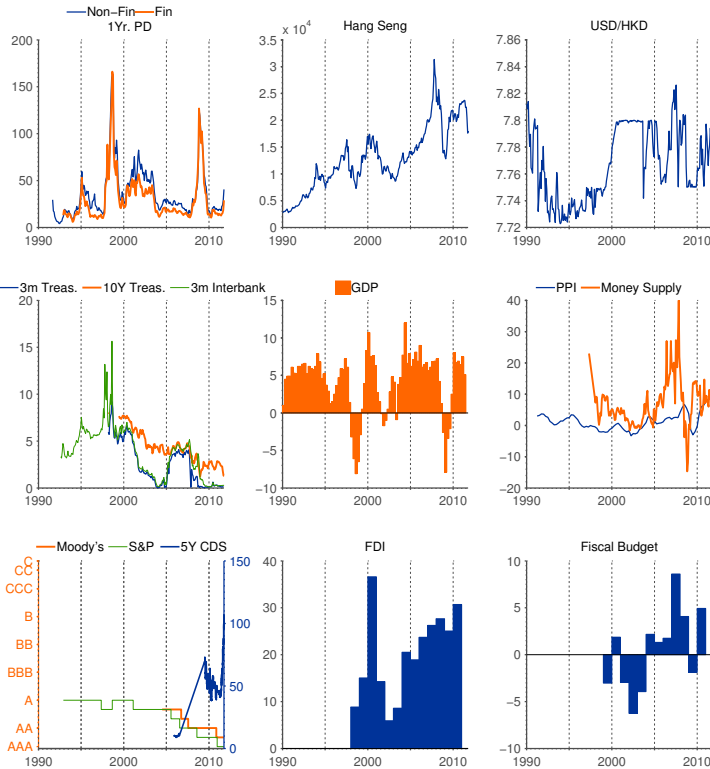 Non-Fin Fin
1Yr. PD
200
150
100
50
0
1990 2000 2010
Hang Seng
x 10^4
3.5
3
2.5
2
1.5
1
0.5
0
1990 2000 2010
USD/HKD
7.86
7.84
7.82
7.8
7.78
7.76
7.74
7.72
1990 2000 2010
3m Treas. 10Y Treas. 3m Interbank
20
15
10
5
0
1990 2000 2010
GDP
15
10
5
0
−5
−10
1990 2000 2010
PPI Money Supply
40
30
20
10
0
−10
−20
1990 2000 2010
Moody's S&P 5Y CDS
C
CC
CCC
B
BB
BBB
A
AA
AAA
150
100
50
0
1990 2000 2010
FDI
40
30
20
10
0
1990 2000 2010
Fiscal Budget
10
5
0
−5
−10
1990 2000 2010